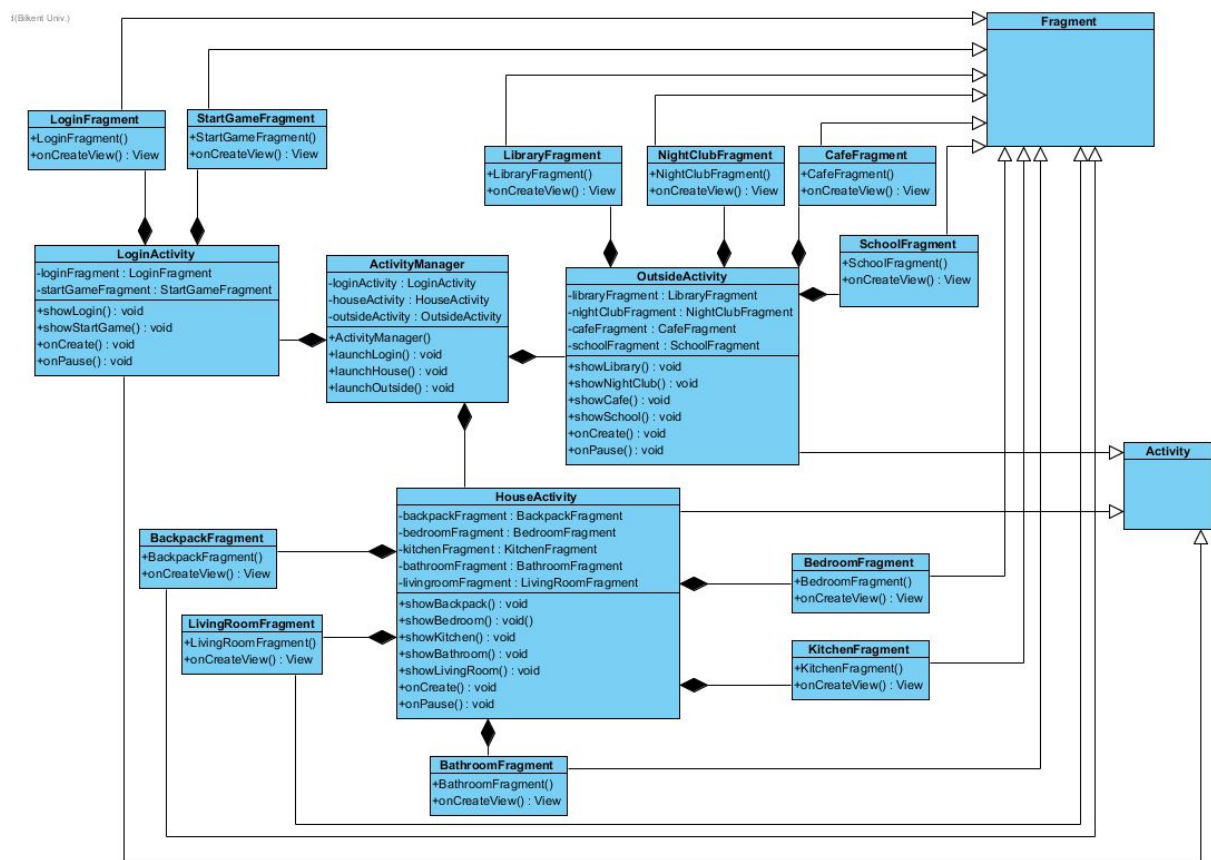 d(Bilkent Univ.)
Fragment
LoginFragment
+LoginFragment()
+onCreateView() : View
StartGameFragment
+StartGameFragment()
+onCreateView() : View
LibraryFragment
+LibraryFragment()
+onCreateView() : View
NightClubFragment
+NightClubFragment()
+onCreateView() : View
CafeFragment
+CafeFragment()
+onCreateView() : View
SchoolFragment
+SchoolFragment()
+onCreateView() : View
LoginActivity
-loginFragment : LoginFragment
-startGameFragment : StartGameFragment
+showLogin() : void
+showStartGame() : void
+onCreate() : void
+onPause() : void
ActivityManager
-loginActivity : LoginActivity
-houseActivity : HouseActivity
-outsideActivity : OutsideActivity
+ActivityManager()
+launchLogin() : void
+launchHouse() : void
+launchOutside() : void
OutsideActivity
-libraryFragment : LibraryFragment
-nightClubFragment : NightClubFragment
-cafeFragment : CafeFragment
-schoolFragment : SchoolFragment
+showLibrary() : void
+showNightClub() : void
+showCafe() : void
+showSchool() : void
+onCreate() : void
+onPause() : void
Activity
HouseActivity
-backpackFragment : BackpackFragment
-bedroomFragment : BedroomFragment
-kitchenFragment : KitchenFragment
-bathroomFragment : BathroomFragment
-livingroomFragment : LivingRoomFragment
+showBackpack() : void
+showBedroom() : void()
+showKitchen() : void
+showBathroom() : void
+showLivingRoom() : void
+onCreate() : void
+onPause() : void
BackpackFragment
+BackpackFragment()
+onCreateView() : View
LivingRoomFragment
+LivingRoomFragment()
+onCreateView() : View
BedroomFragment
+BedroomFragment()
+onCreateView() : View
KitchenFragment
+KitchenFragment()
+onCreateView() : View
BathroomFragment
+BathroomFragment()
+onCreateView() : View